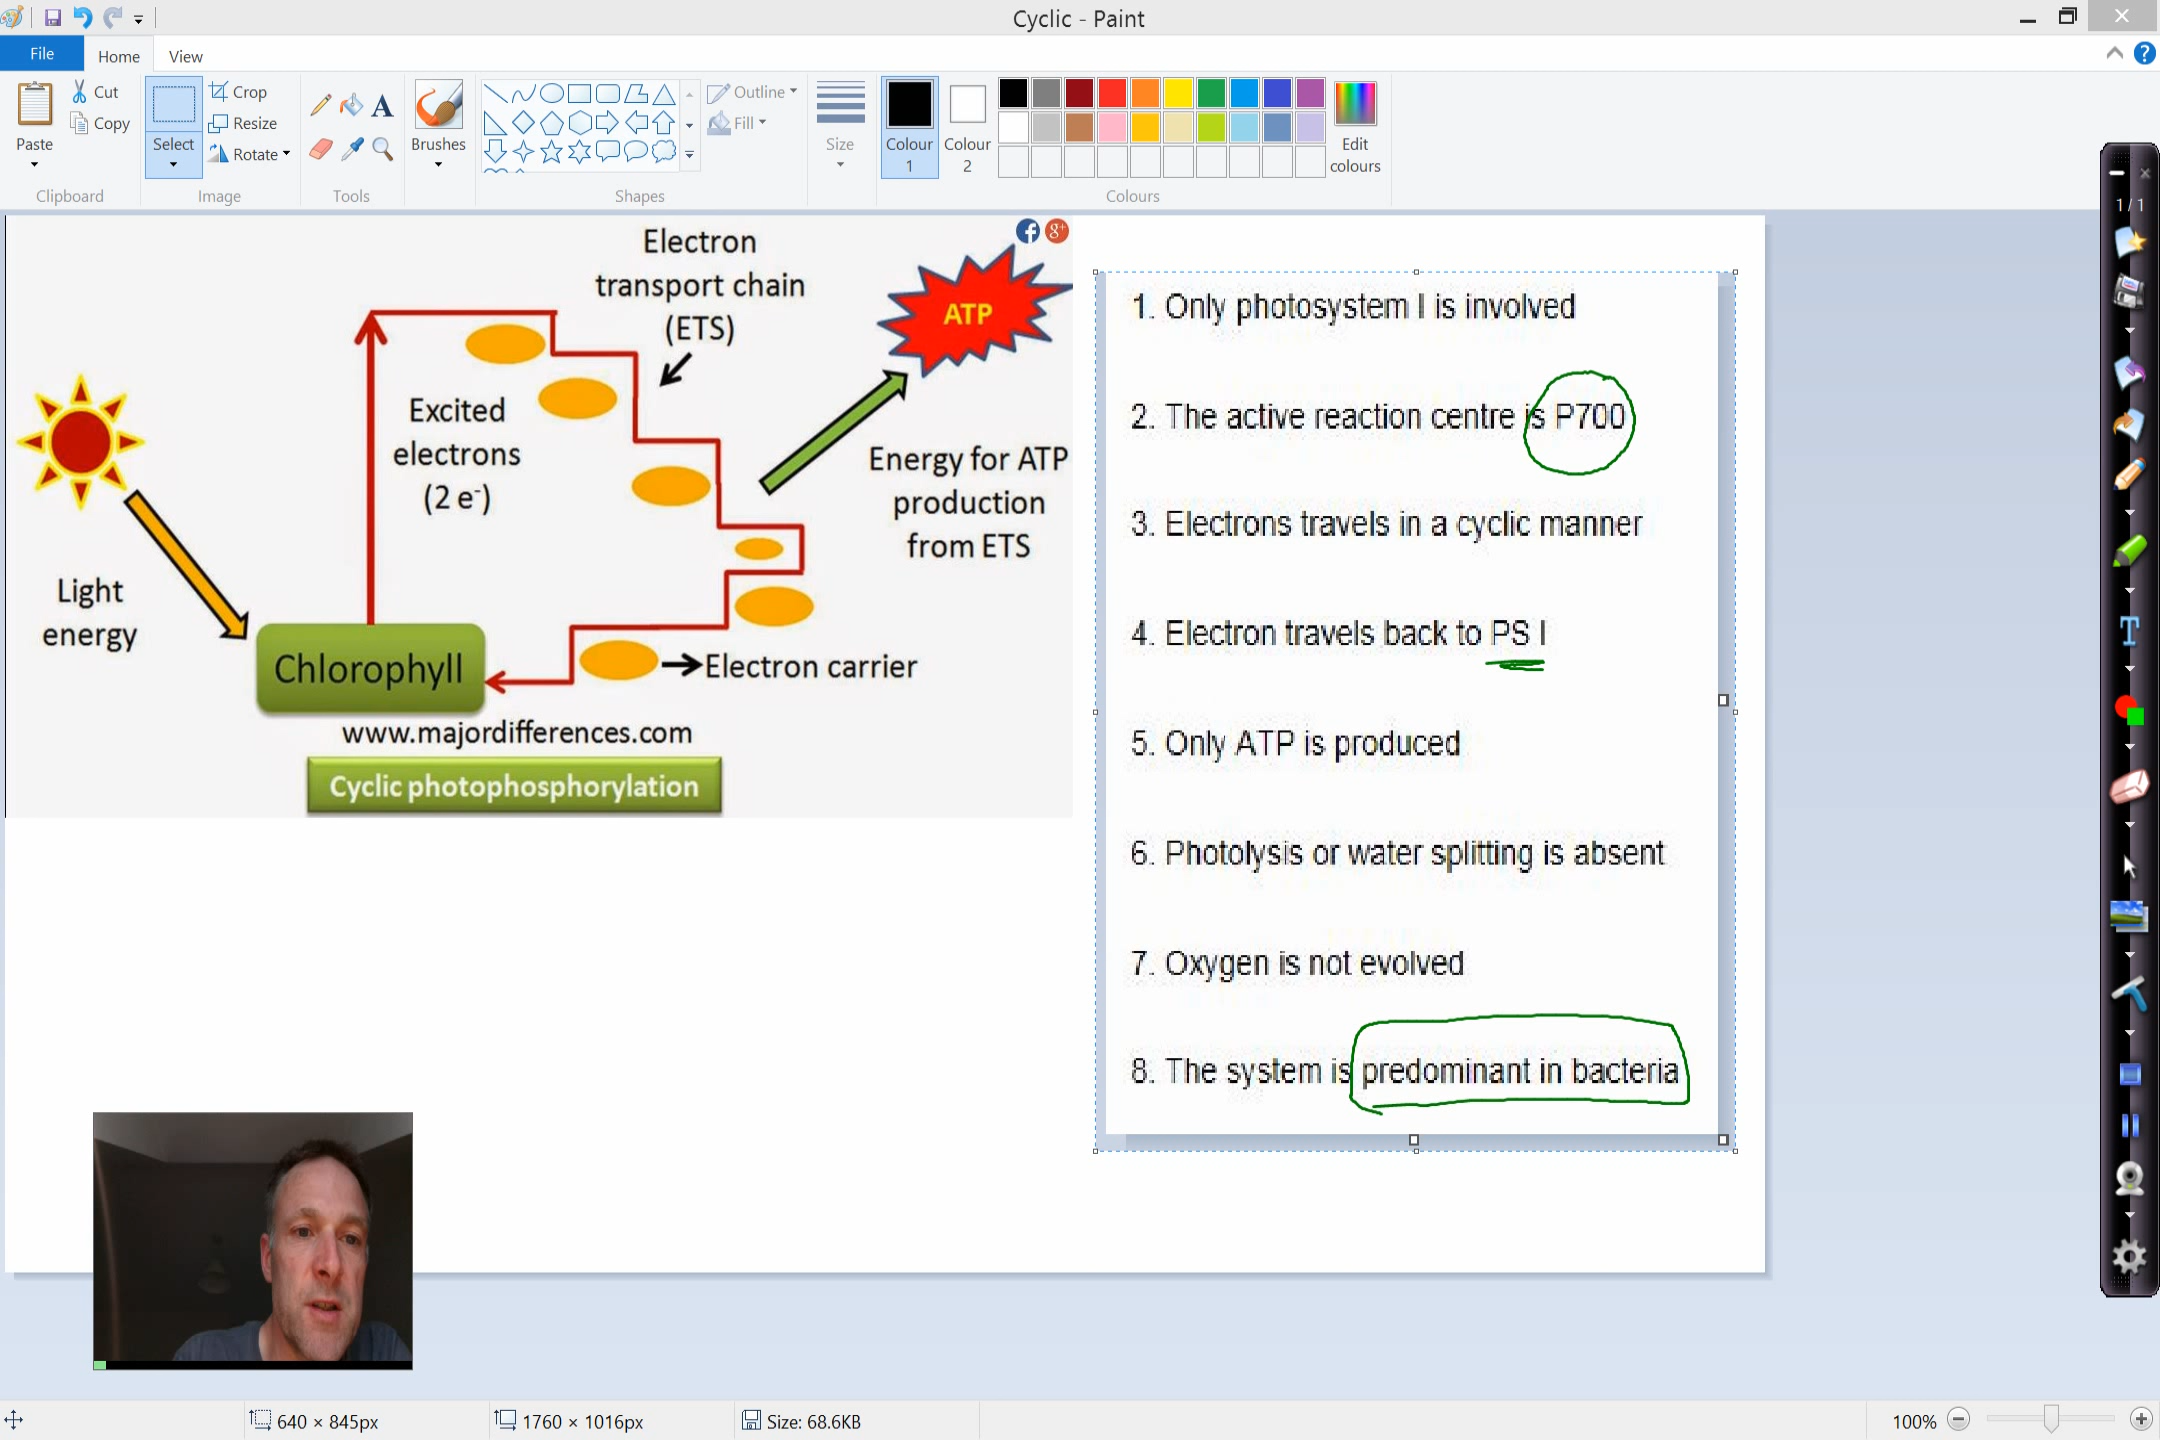 Cyclic - Paint
File
Home
View
Paste
Cut
Copy
Clipboard
Select
Crop
Resize
Rotate
Image
A
Tools
Brushes
Shapes
Outline
Fill
Size
Colour
1
Colour
2
Colours
Edit
colours
1 / 1
Electron
transport chain
(ETS)
ATP
Excited
electrons
(2 e⁻)
Energy for ATP
production
from ETS
Light
energy
Chlorophyll
Electron carrier
www.majordifferences.com
Cyclic photophosphorylation
1. Only photosystem I is involved
2. The active reaction centre is P700
3. Electrons travels in a cyclic manner
4. Electron travels back to PS I
5. Only ATP is produced
6. Photolysis or water splitting is absent
7. Oxygen is not evolved
8. The system is predominant in bacteria
T
640 × 845px
1760 × 1016px
Size: 68.6KB
100%